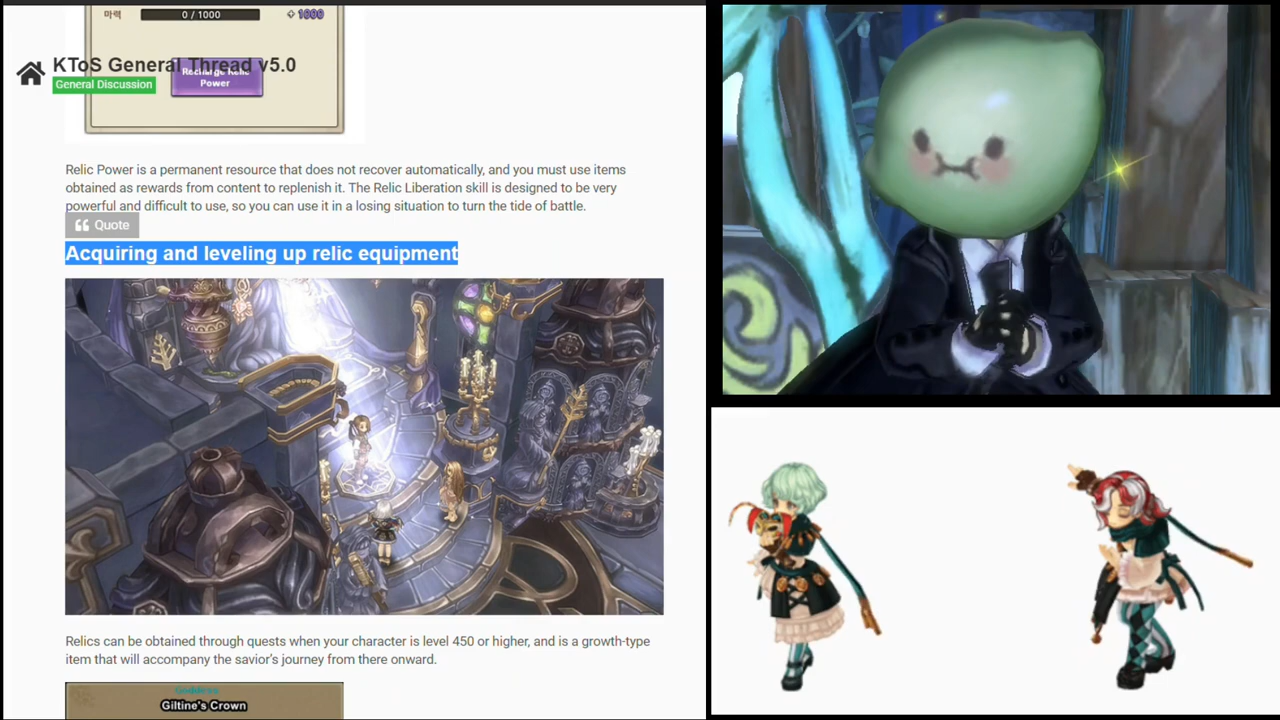 마력
0 / 1000
+ 1000
KToS General Thread v5.0
General Discussion
Recharge Relic
Power
Relic Power is a permanent resource that does not recover automatically, and you must use items
obtained as rewards from content to replenish it. The Relic Liberation skill is designed to be very
powerful and difficult to use, so you can use it in a losing situation to turn the tide of battle.
Quote
Acquiring and leveling up relic equipment
Relics can be obtained through quests when your character is level 450 or higher, and is a growth-type
item that will accompany the savior's journey from there onward.
Goddess
Giltine's Crown